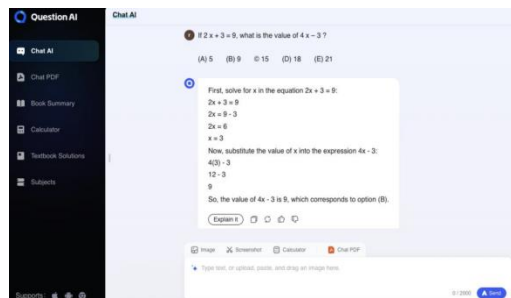 Question AI
Chat AI
Chat AI
Chat PDF
Book Summary
Calculator
Textbook Solutions
Subjects
Supports:
If 2 x + 3 = 9, what is the value of 4 x – 3 ?
(A) 5 (B) 9 © 15 (D) 18 (E) 21
First, solve for x in the equation 2x + 3 = 9:
2x + 3 = 9
2x = 9 - 3
2x = 6
x = 3
Now, substitute the value of x into the expression 4x - 3:
4(3) - 3
12 - 3
9
So, the value of 4x - 3 is 9, which corresponds to option (B).
Explain it
Image Screenshot Calculator Chat PDF
Type text, or upload, paste, and drag an image here.
0 / 2000 Send